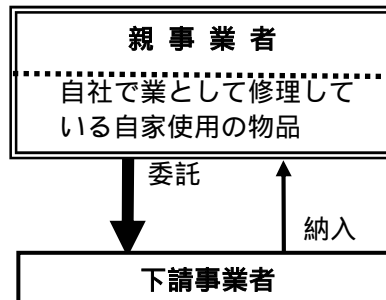 親 事 業 者
自社で業として修理して
いる自家使用の物品
委託
納入
下請事業者